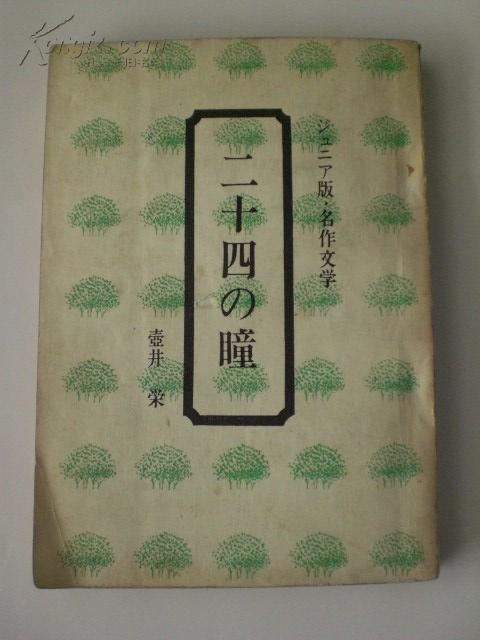 ジュニア版・名作文学
二十四の瞳
壺井 栄